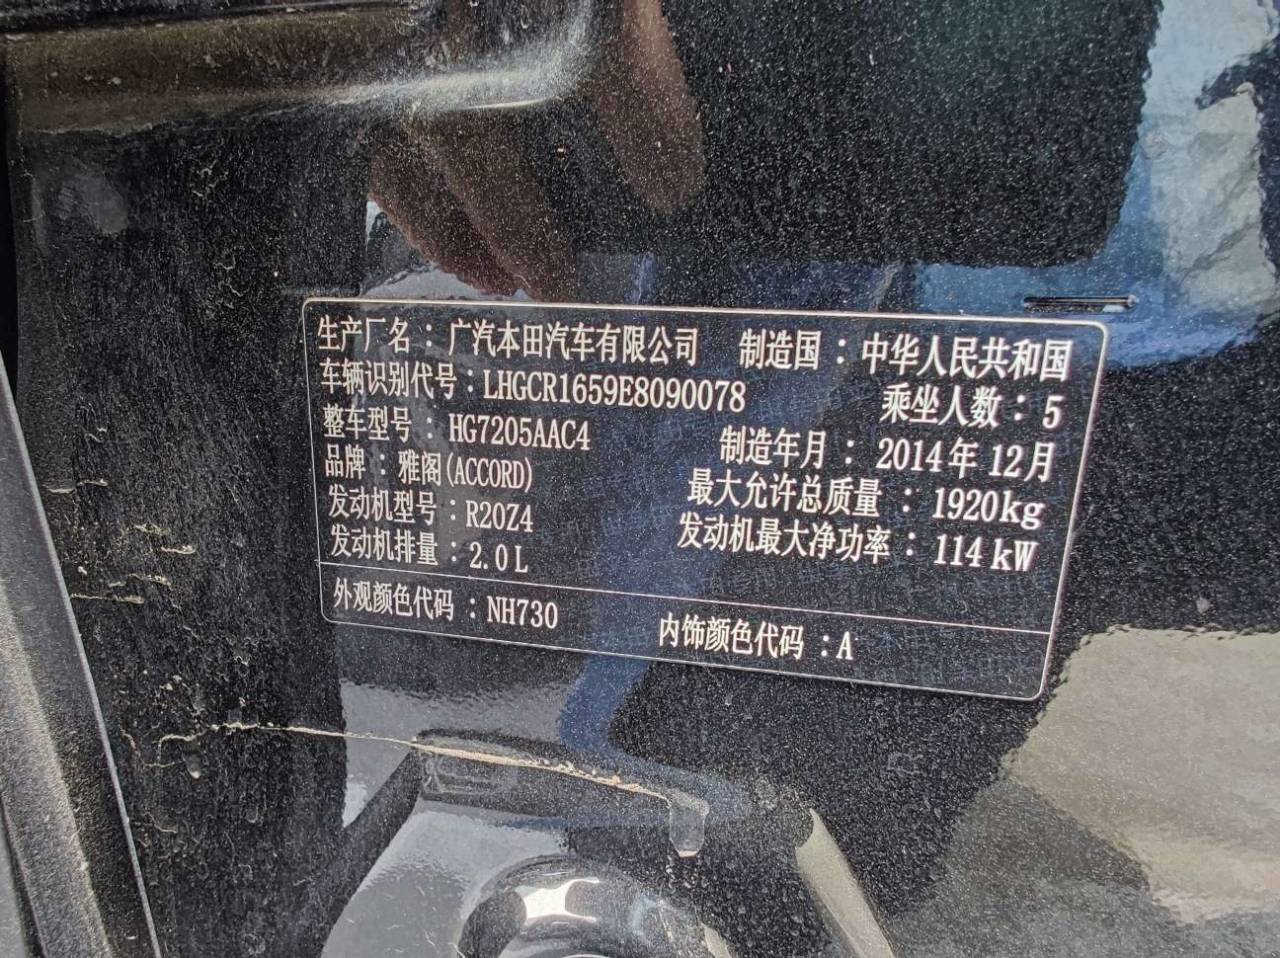 生产厂名：广汽本田汽车有限公司 制造国：中华人民共和国
车辆识别代号：LHGCR1659E8090078 乘坐人数：5
整车型号：HG7205AAC4 制造年月：2014年12月
品牌：雅阁(ACCORD) 最大允许总质量：1920kg
发动机型号：R20Z4 发动机最大净功率：114kW
发动机排量：2.0L
外观颜色代码：NH730 内饰颜色代码：A